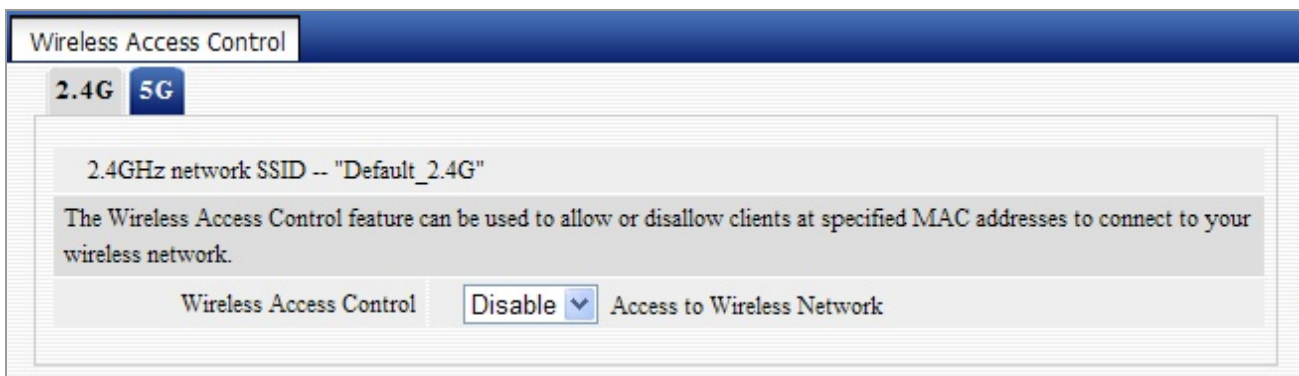 Wireless Access Control
2.4G 5G
2.4GHz network SSID -- "Default_2.4G"
The Wireless Access Control feature can be used to allow or disallow clients at specified MAC addresses to connect to your
wireless network.
Wireless Access Control Disable Access to Wireless Network